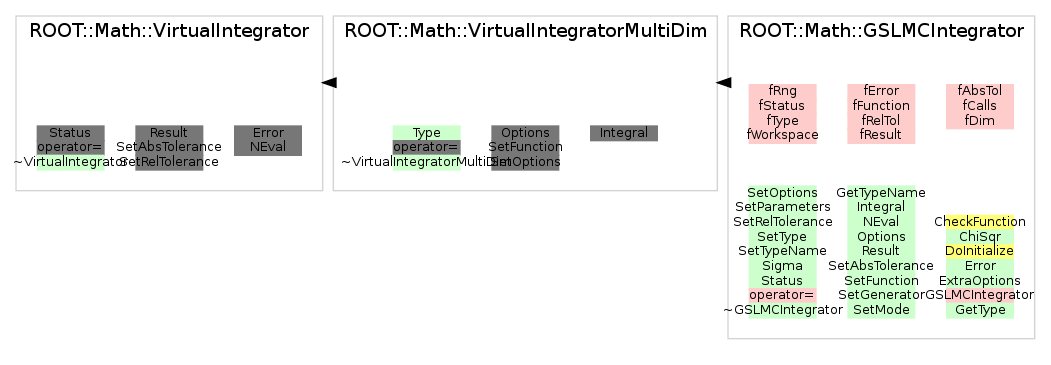 ROOT::Math::VirtualIntegrator
Status
operator=
~VirtualIntegrator
Result
SetAbsTolerance
SetRelTolerance
Error
NEval
ROOT::Math::VirtualIntegratorMultiDim
Type
operator=
~VirtualIntegratorMultiDim
Options
SetFunction
SetOptions
Integral
ROOT::Math::GSLMCIntegrator
fRng
fStatus
fType
fWorkspace
fError
fFunction
fRelTol
fResult
fAbsTol
fCalls
fDim
SetOptions
SetParameters
SetRelTolerance
SetType
SetTypeName
Sigma
Status
operator=
~GSLMCIntegrator
GetTypeName
Integral
NEval
Options
Result
SetAbsTolerance
SetFunction
SetGenerator
SetMode
CheckFunction
ChiSqr
DoInitialize
Error
ExtraOptions
GSLMCIntegrator
GetType